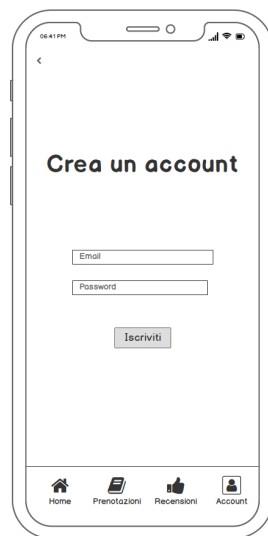 06:41 PM
Crea un account
Email
Password
Iscriviti
Home Prenotazioni Recensioni Account